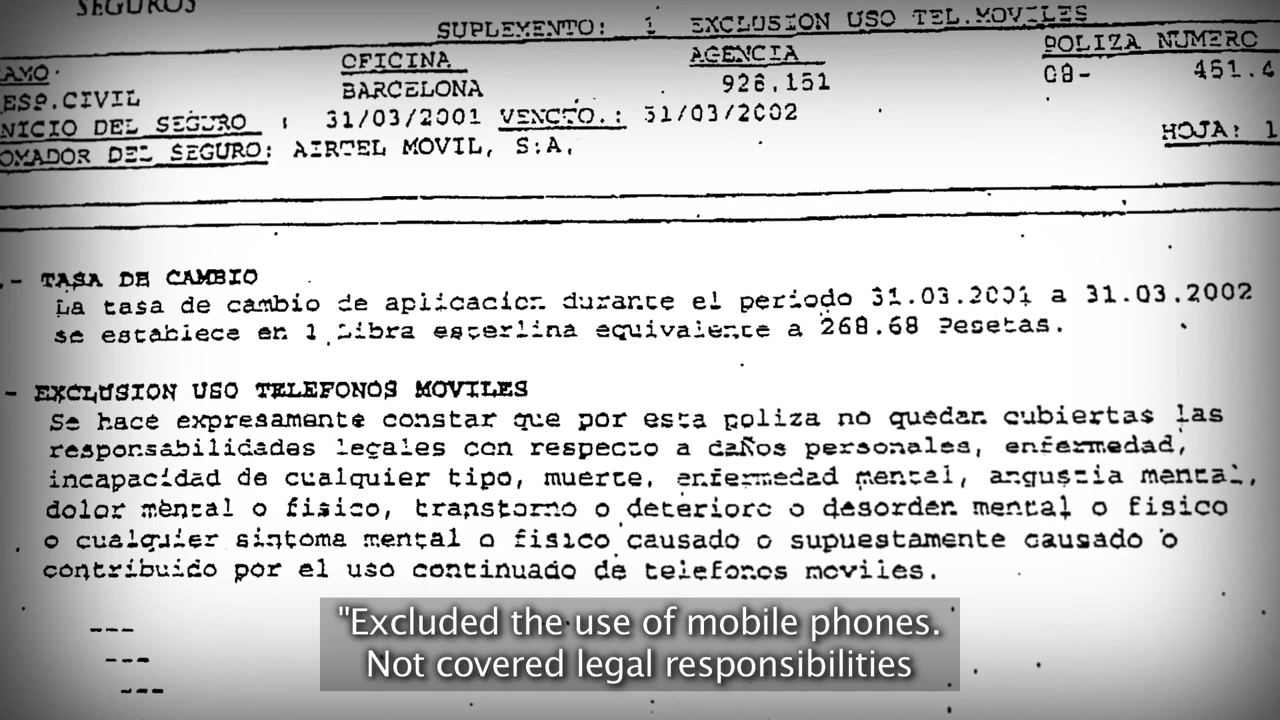 SEGUROS
SUPLEMENTO: 1 EXCLUSION USO TEL.MOVILES
AMO OFICINA AGENCIA POLIZA NUMERO
ESP.CIVIL BARCELONA 928.151 08- 451.4
NICIO DEL SEGURO : 31/03/2001 VENCTO.: 31/03/2002
OMADOR DEL SEGURO: AIRTEL MOVIL, S.A. HOJA: 1
.- TASA DE CAMBIO
La tasa de cambio de aplicacion durante el periodo 31.03.2001 a 31.03.2002
se establece en 1 Libra esterlina equivalente a 268.68 Pesetas.
- EXCLUSION USO TELEFONOS MOVILES
Se hace expresamente constar que por esta poliza no quedan cubiertas las
responsabilidades legales con respecto a daños personales, enfermedad,
incapacidad de cualquier tipo, muerte, enfermedad mental, angustia mental,
dolor mental o fisico, transtorno o deterioro o desorden mental o fisico
o cualquier sintoma mental o fisico causado o supuestamente causado o
contribuido por el uso continuado de telefonos moviles.
---
---
---
"Excluded the use of mobile phones.
Not covered legal responsibilities